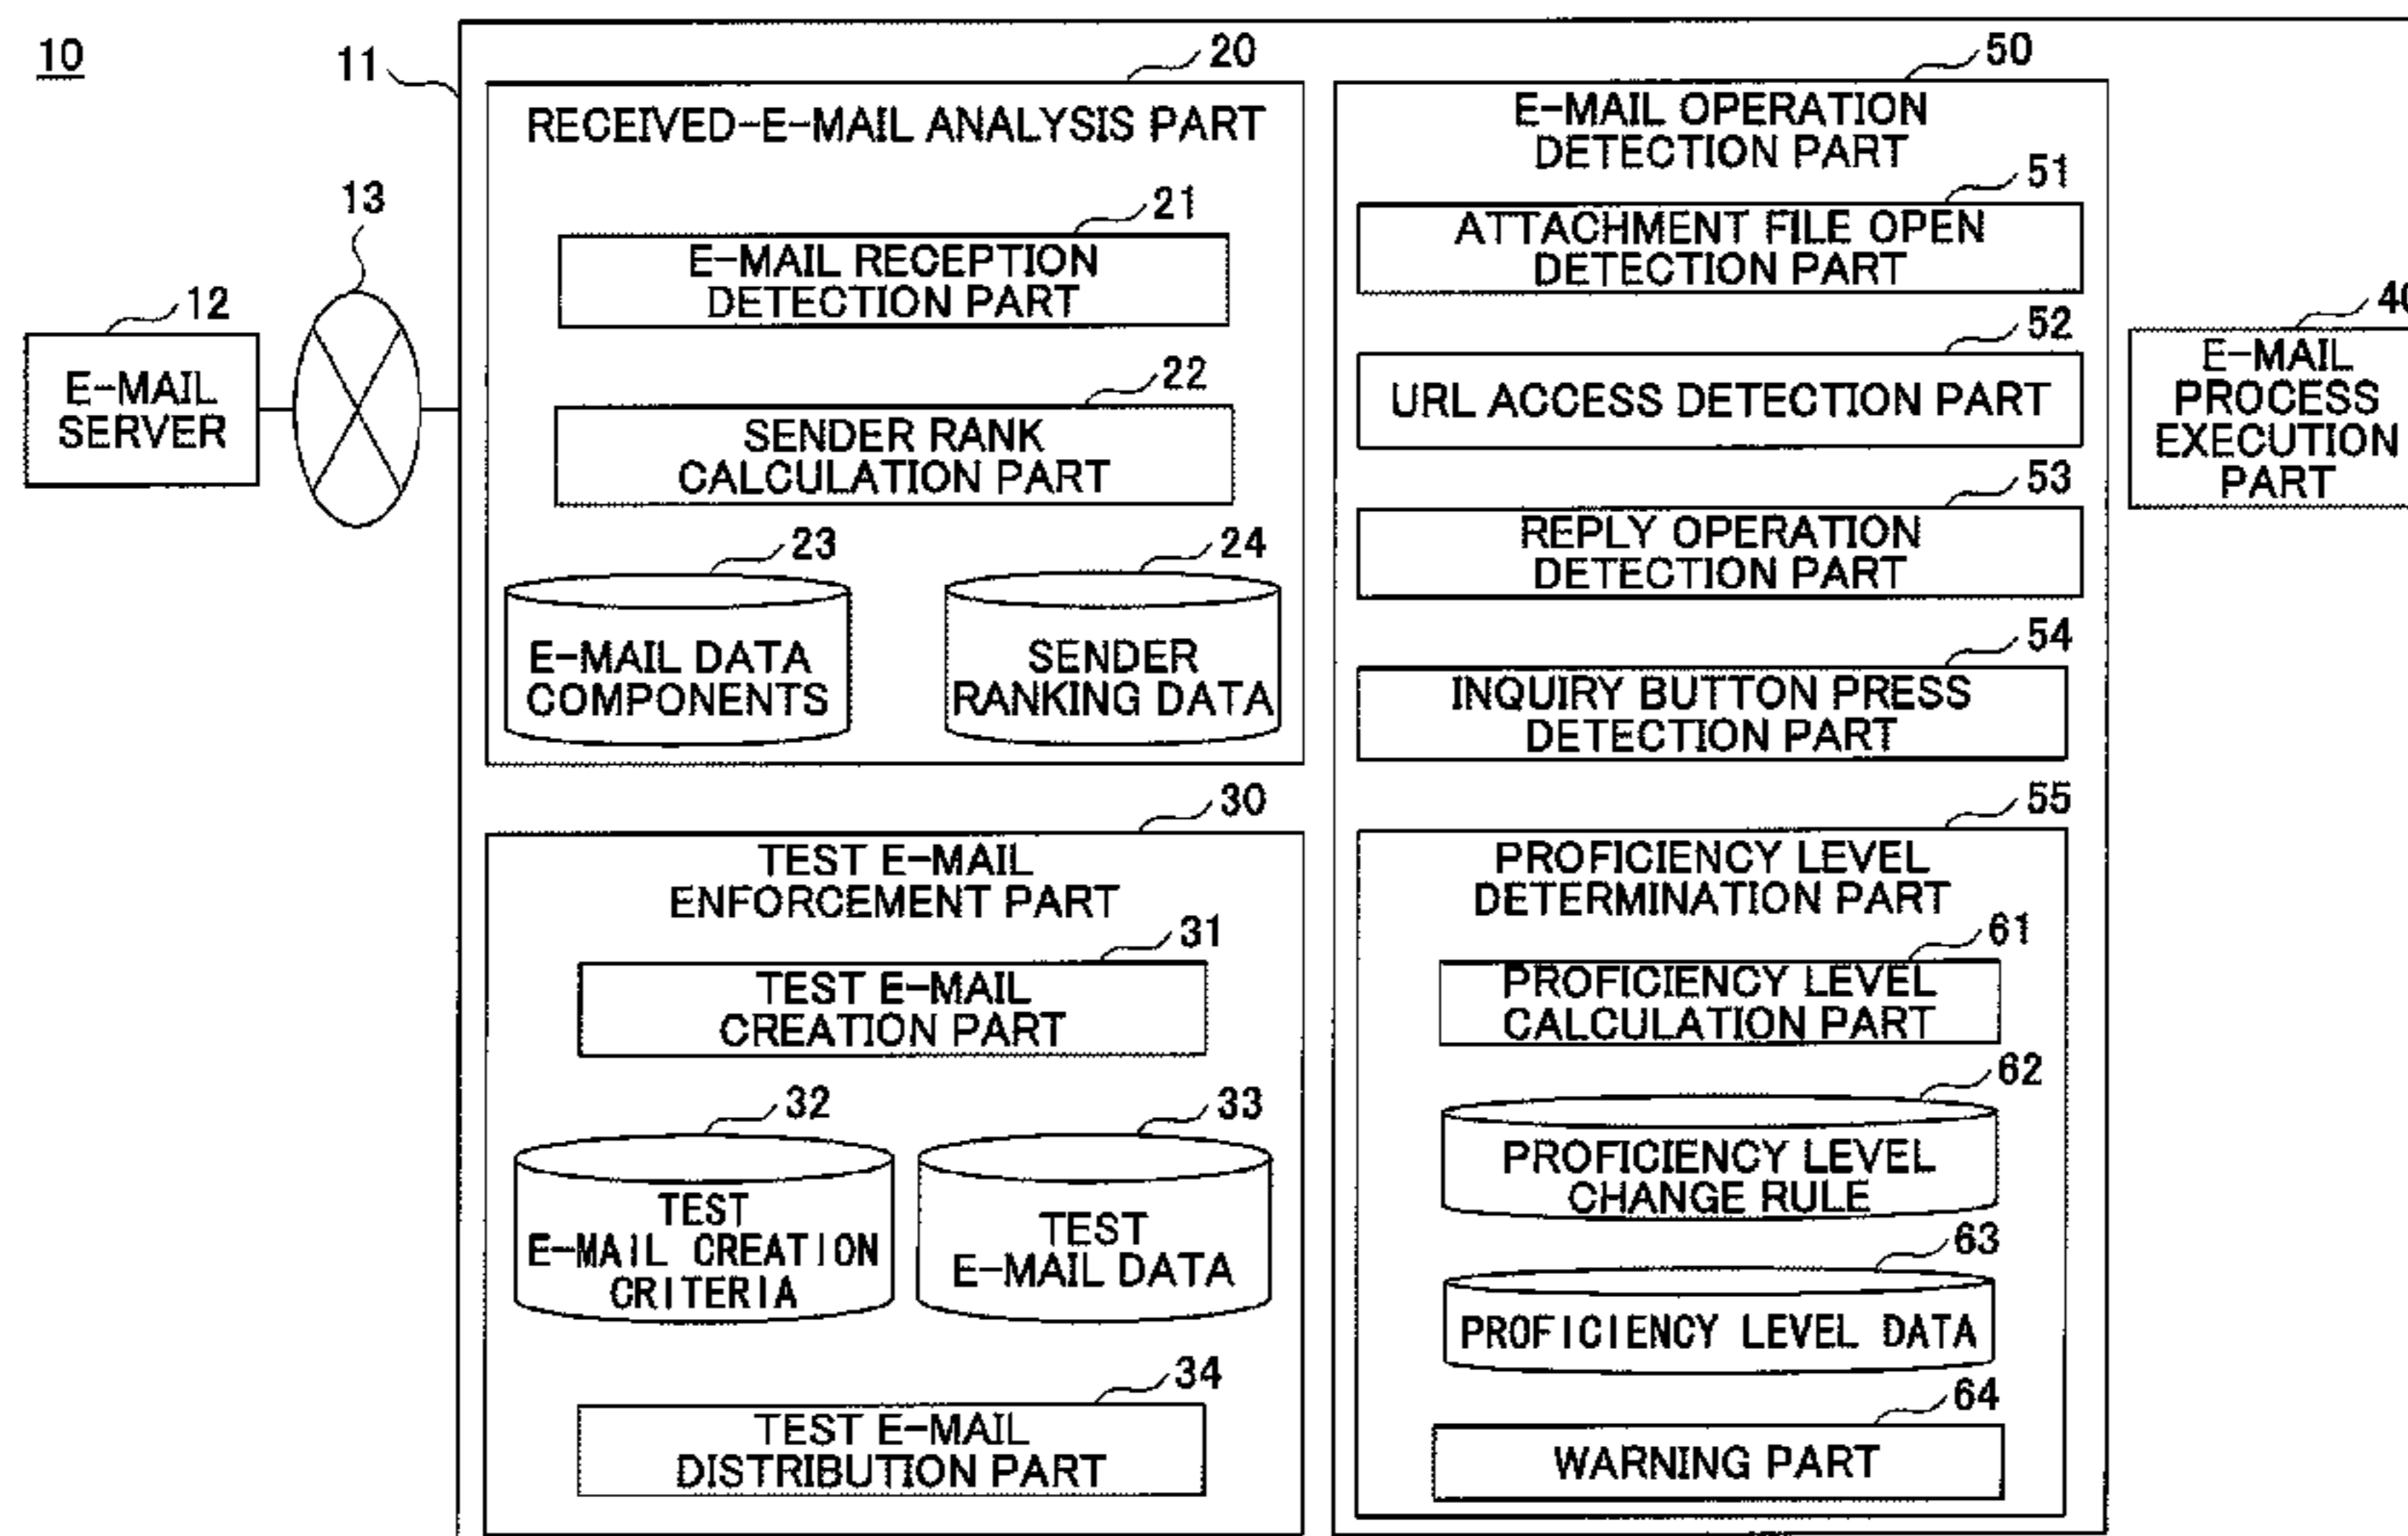 10
11
12
E-MAIL
SERVER
13
20
RECEIVED-E-MAIL ANALYSIS PART
21
E-MAIL RECEPTION
DETECTION PART
22
SENDER RANK
CALCULATION PART
23
E-MAIL DATA
COMPONENTS
24
SENDER
RANKING DATA
30
TEST E-MAIL
ENFORCEMENT PART
31
TEST E-MAIL
CREATION PART
32
TEST
E-MAIL CREATION
CRITERIA
33
TEST
E-MAIL DATA
34
TEST E-MAIL
DISTRIBUTION PART
50
E-MAIL OPERATION
DETECTION PART
51
ATTACHMENT FILE OPEN
DETECTION PART
52
URL ACCESS DETECTION PART
53
REPLY OPERATION
DETECTION PART
54
INQUIRY BUTTON PRESS
DETECTION PART
55
PROFICIENCY LEVEL
DETERMINATION PART
61
PROFICIENCY LEVEL
CALCULATION PART
62
PROFICIENCY LEVEL
CHANGE RULE
63
PROFICIENCY LEVEL DATA
64
WARNING PART
E-MAIL
PROCESS
EXECUTION
PART